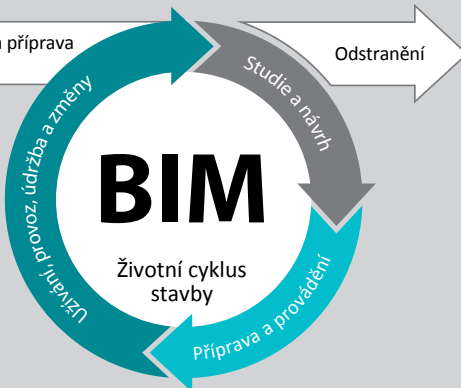 příprava
Odstranění
Studie a návrh
BIM
Životní cyklus
stavby
Příprava a provádění
Užívání, provoz, údržba a změny